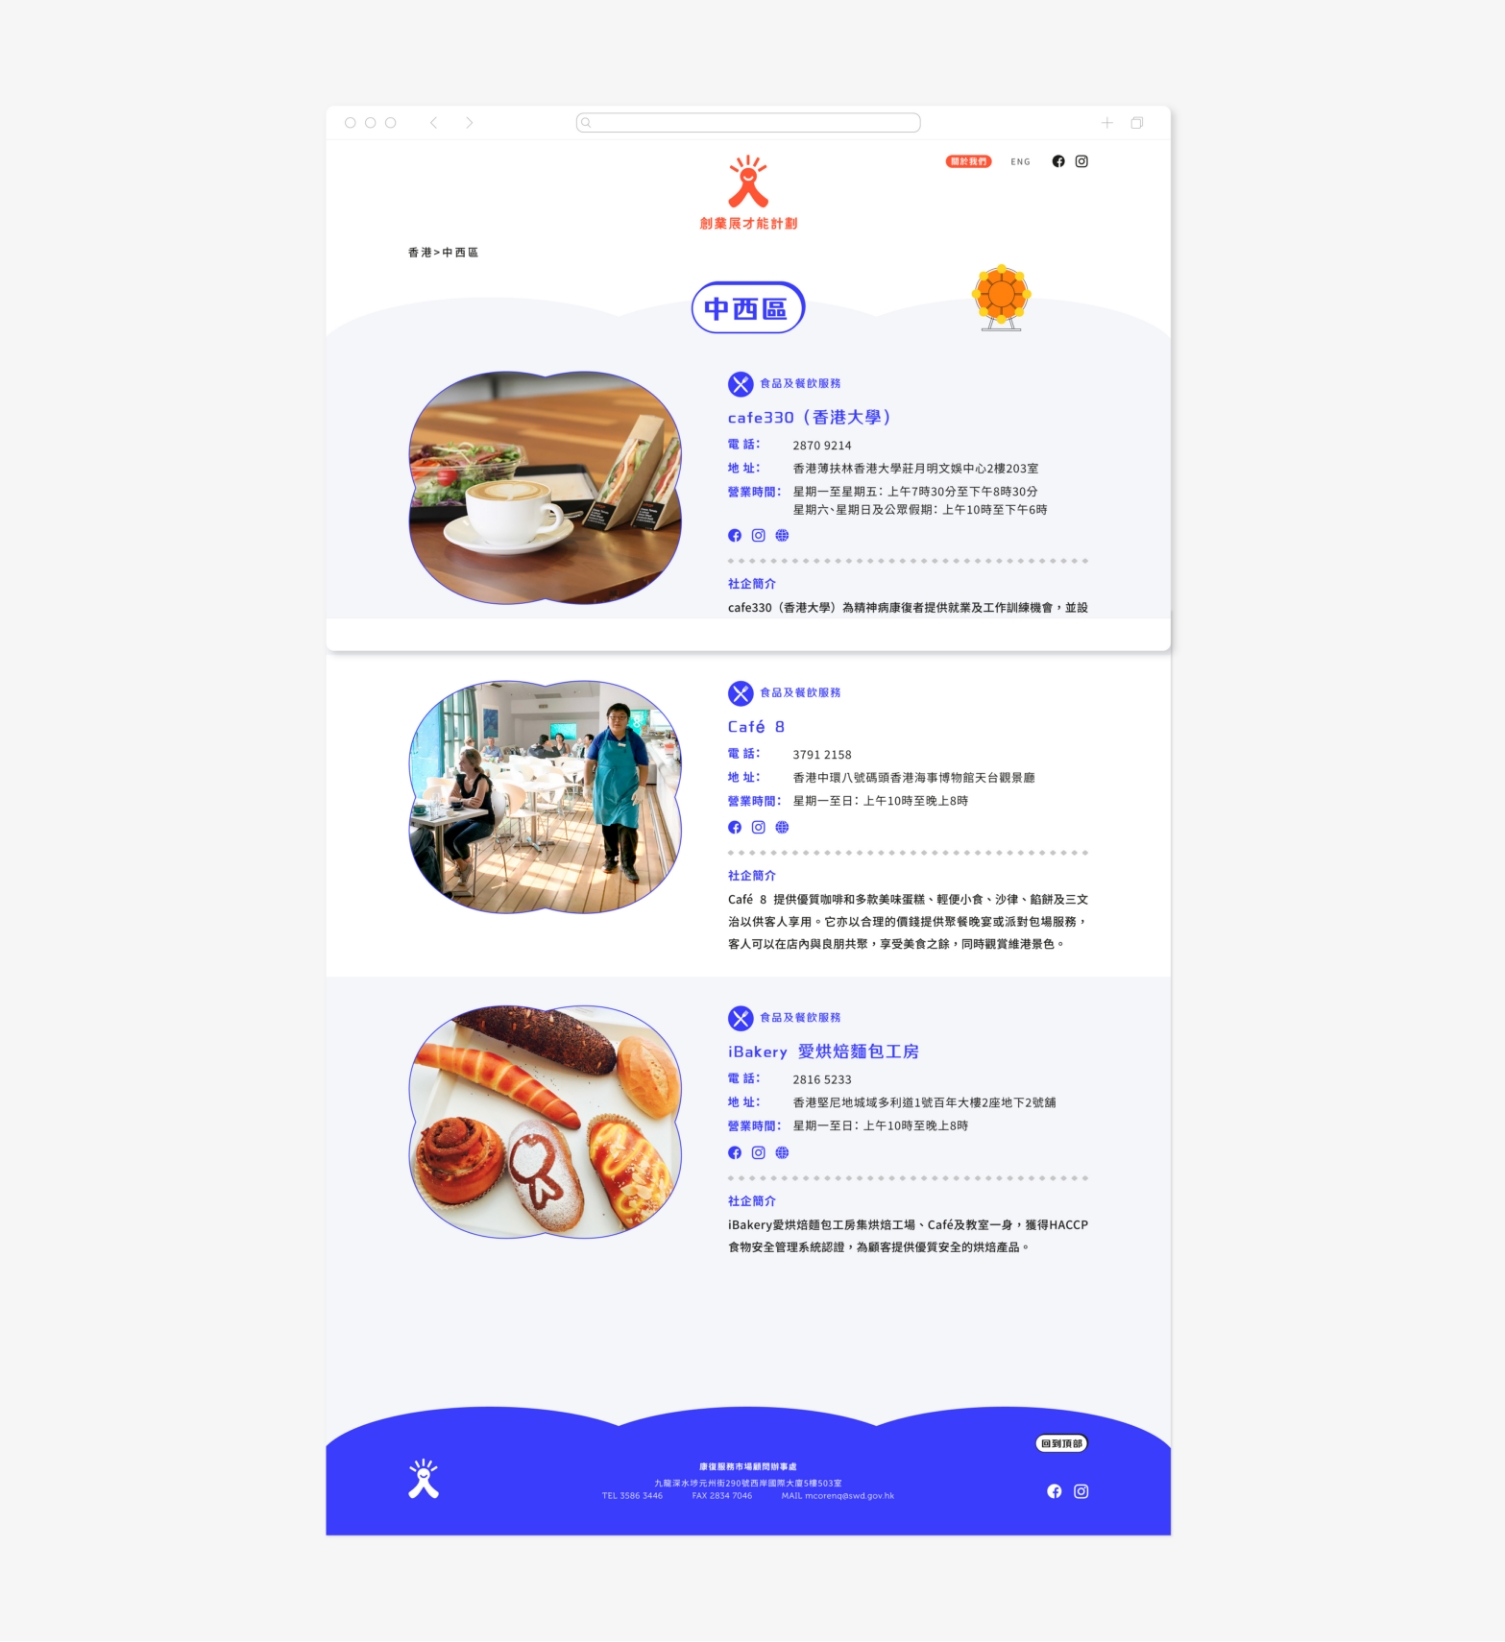 關於我們
ENG
創業展才能計劃
香港>中西區
中西區
食品及餐飲服務
cafe330（香港大學）
電 話： 2870 9214
地 址： 香港薄扶林香港大學莊月明文娛中心2樓203室
營業時間： 星期一至星期五：上午7時30分至下午8時30分
星期六、星期日及公眾假期：上午10時至下午6時
社企簡介
cafe330（香港大學）為精神病康復者提供就業及工作訓練機會，並設
食品及餐飲服務
Café 8
電 話： 3791 2158
地 址： 香港中環八號碼頭香港海事博物館天台觀景廳
營業時間： 星期一至日：上午10時至晚上8時
社企簡介
Café 8 提供優質咖啡和多款美味蛋糕、輕便小食、沙律、餡餅及三文
治以供客人享用。它亦以合理的價錢提供聚餐晚宴或派對包場服務，
客人可以在店內與良朋共聚，享受美食之餘，同時觀賞維港景色。
食品及餐飲服務
iBakery 愛烘焙麵包工房
電 話： 2816 5233
地 址： 香港堅尼地城域多利道1號百年大樓2座地下2號舖
營業時間： 星期一至日：上午10時至晚上8時
社企簡介
iBakery愛烘焙麵包工房集烘焙工場、Café及教室一身，獲得HACCP
食物安全管理系統認證，為顧客提供優質安全的烘焙產品。
回到頂部
康復服務市場顧問辦事處
九龍深水埗元州街290號西岸國際大廈5樓503室
TEL 3586 3446 FAX 2834 7046 MAIL mcorenq@swd.gov.hk